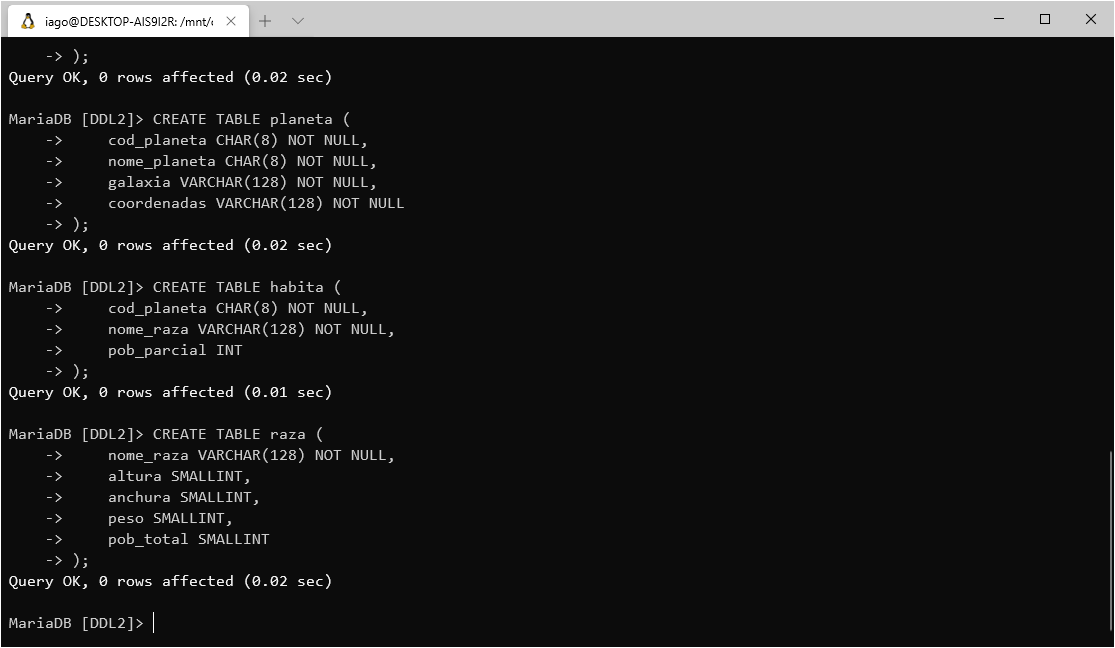 iago@DESKTOP-AIS9I2R: /mnt/
-> );
Query OK, 0 rows affected (0.02 sec)
MariaDB [DDL2]> CREATE TABLE planeta (
->     cod_planeta CHAR(8) NOT NULL,
->     nome_planeta CHAR(8) NOT NULL,
->     galaxia VARCHAR(128) NOT NULL,
->     coordenadas VARCHAR(128) NOT NULL
-> );
Query OK, 0 rows affected (0.02 sec)
MariaDB [DDL2]> CREATE TABLE habita (
->     cod_planeta CHAR(8) NOT NULL,
->     nome_raza VARCHAR(128) NOT NULL,
->     pob_parcial INT
-> );
Query OK, 0 rows affected (0.01 sec)
MariaDB [DDL2]> CREATE TABLE raza (
->     nome_raza VARCHAR(128) NOT NULL,
->     altura SMALLINT,
->     anchura SMALLINT,
->     peso SMALLINT,
->     pob_total SMALLINT
-> );
Query OK, 0 rows affected (0.02 sec)
MariaDB [DDL2]>